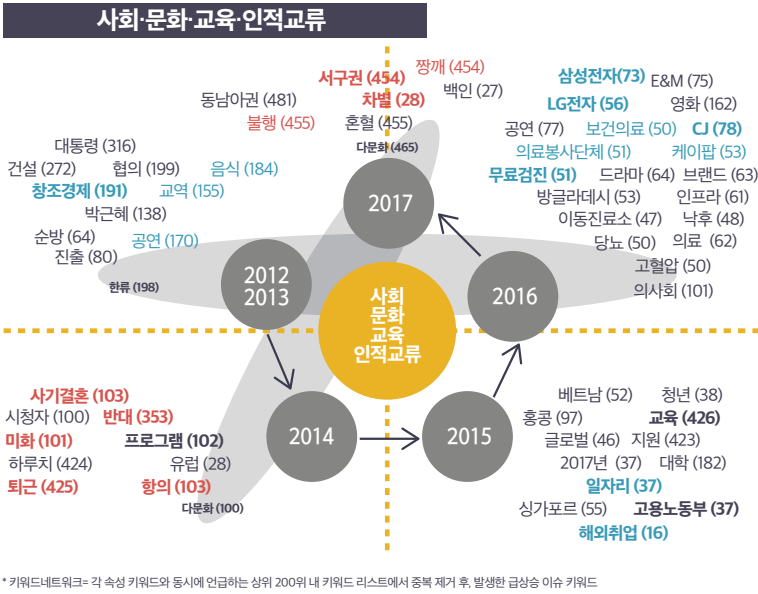 사회·문화·교육·인적교류
대통령 (316)
건설 (272) 협의 (199) 음식 (184)
창조경제 (191) 교역 (155)
박근혜 (138)
순방 (64) 공연 (170)
진출 (80)
한류 (198)
2012
2013
서구권 (454) 짱깨 (454)
동남아권 (481) 차별 (28) 백인 (27)
불행 (455) 혼혈 (455)
다문화 (465)
2017
삼성전자(73) E&M (75)
LG전자 (56) 영화 (162)
공연 (77) 보건의료 (50) CJ (78)
의료봉사단체 (51) 케이팝 (53)
무료검진 (51) 드라마 (64) 브랜드 (63)
방글라데시 (53) 인프라 (61)
이동진료소 (47) 낙후 (48)
당뇨 (50) 의료 (62)
고혈압 (50)
의사회 (101)
2016
사회
문화
교육
인적교류
사기결혼 (103)
시청자 (100) 반대 (353)
미화 (101) 프로그램 (102)
하루치 (424) 유럽 (28)
퇴근 (425) 항의 (103)
다문화 (100)
2014
2015
베트남 (52) 청년 (38)
홍콩 (97) 교육 (426)
글로벌 (46) 지원 (423)
2017년 (37) 대학 (182)
일자리 (37)
싱가포르 (55) 고용노동부 (37)
해외취업 (16)
* 키워드네트워크= 각 속성 키워드와 동시에 언급하는 상위 200위 내 키워드 리스트에서 중복 제거 후, 발생한 급상승 이슈 키워드